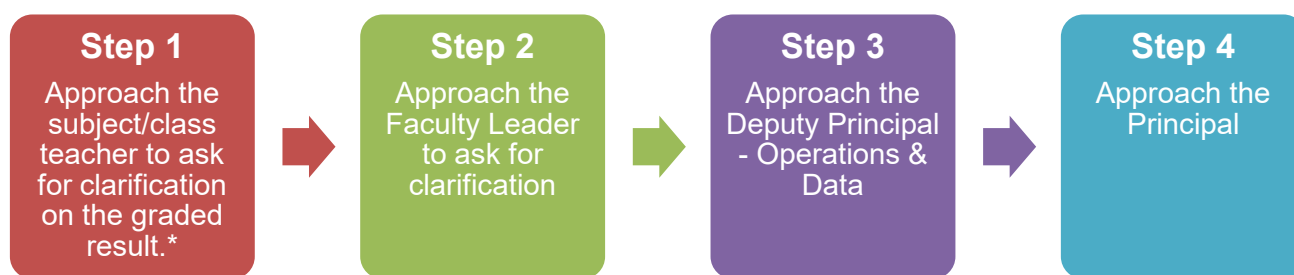 Step 1
Approach the
subject/class
teacher to ask
for clarification
on the graded
result.*
Step 2
Approach the
Faculty Leader
to ask for
clarification
Step 3
Approach the
Deputy Principal
- Operations &
Data
Step 4
Approach the
Principal